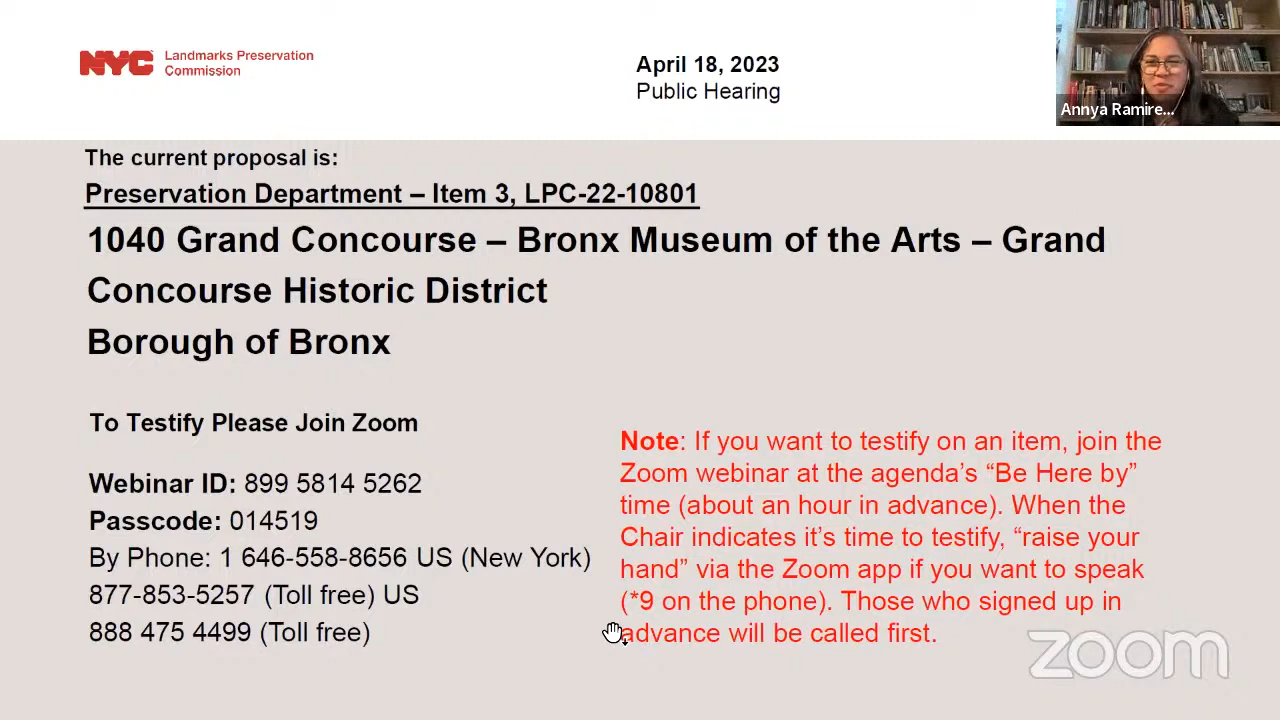 NYC Landmarks Preservation
Commission
April 18, 2023
Public Hearing
Annya Ramire...
The current proposal is:
Preservation Department – Item 3, LPC-22-10801
1040 Grand Concourse – Bronx Museum of the Arts – Grand
Concourse Historic District
Borough of Bronx
To Testify Please Join Zoom
Webinar ID: 899 5814 5262
Passcode: 014519
By Phone: 1 646-558-8656 US (New York)
877-853-5257 (Toll free) US
888 475 4499 (Toll free)
Note: If you want to testify on an item, join the
Zoom webinar at the agenda’s “Be Here by”
time (about an hour in advance). When the
Chair indicates it’s time to testify, “raise your
hand” via the Zoom app if you want to speak
(*9 on the phone). Those who signed up in
advance will be called first.
zoom